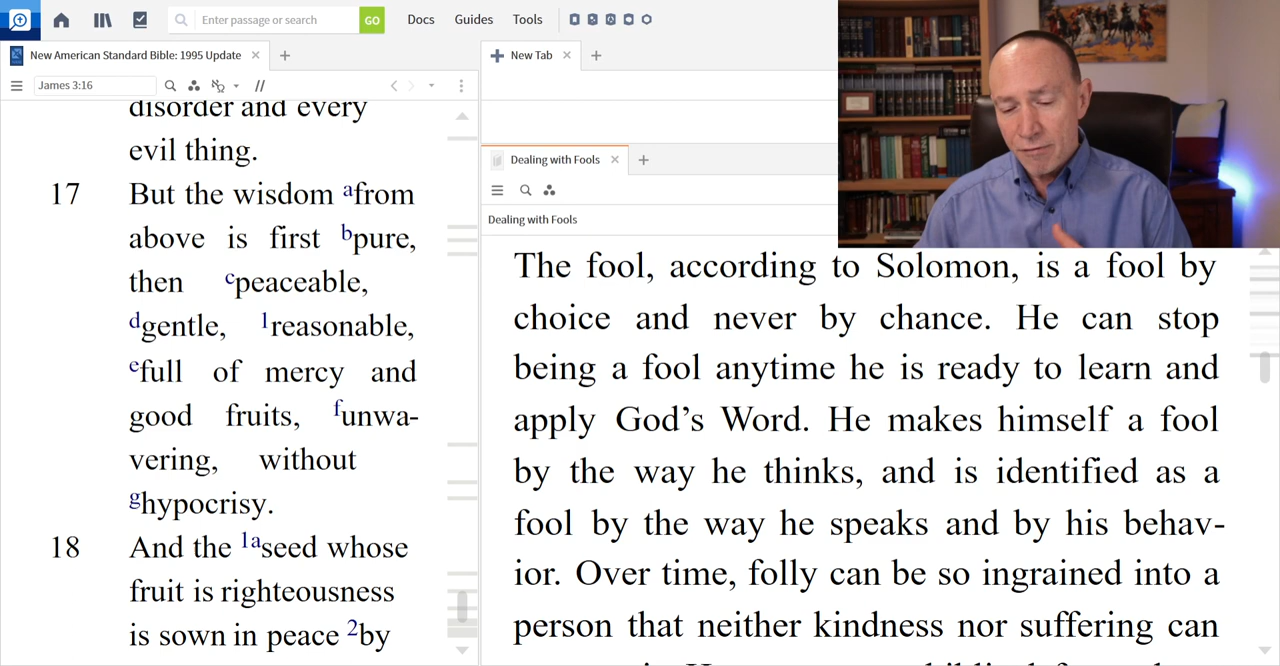 Enter passage or search
GO
Docs
Guides
Tools
New American Standard Bible: 1995 Update
New Tab
James 3:16
disorder and every
evil thing.
17 But the wisdom afrom
above is first bpure,
then cpeaceable,
dgentle, 1reasonable,
efull of mercy and
good fruits, funwa-
vering, without
ghypocrisy.
18 And the 1aseed whose
fruit is righteousness
is sown in peace 2by
Dealing with Fools
Dealing with Fools
The fool, according to Solomon, is a fool by
choice and never by chance. He can stop
being a fool anytime he is ready to learn and
apply God’s Word. He makes himself a fool
by the way he thinks, and is identified as a
fool by the way he speaks and by his behav-
ior. Over time, folly can be so ingrained into a
person that neither kindness nor suffering can